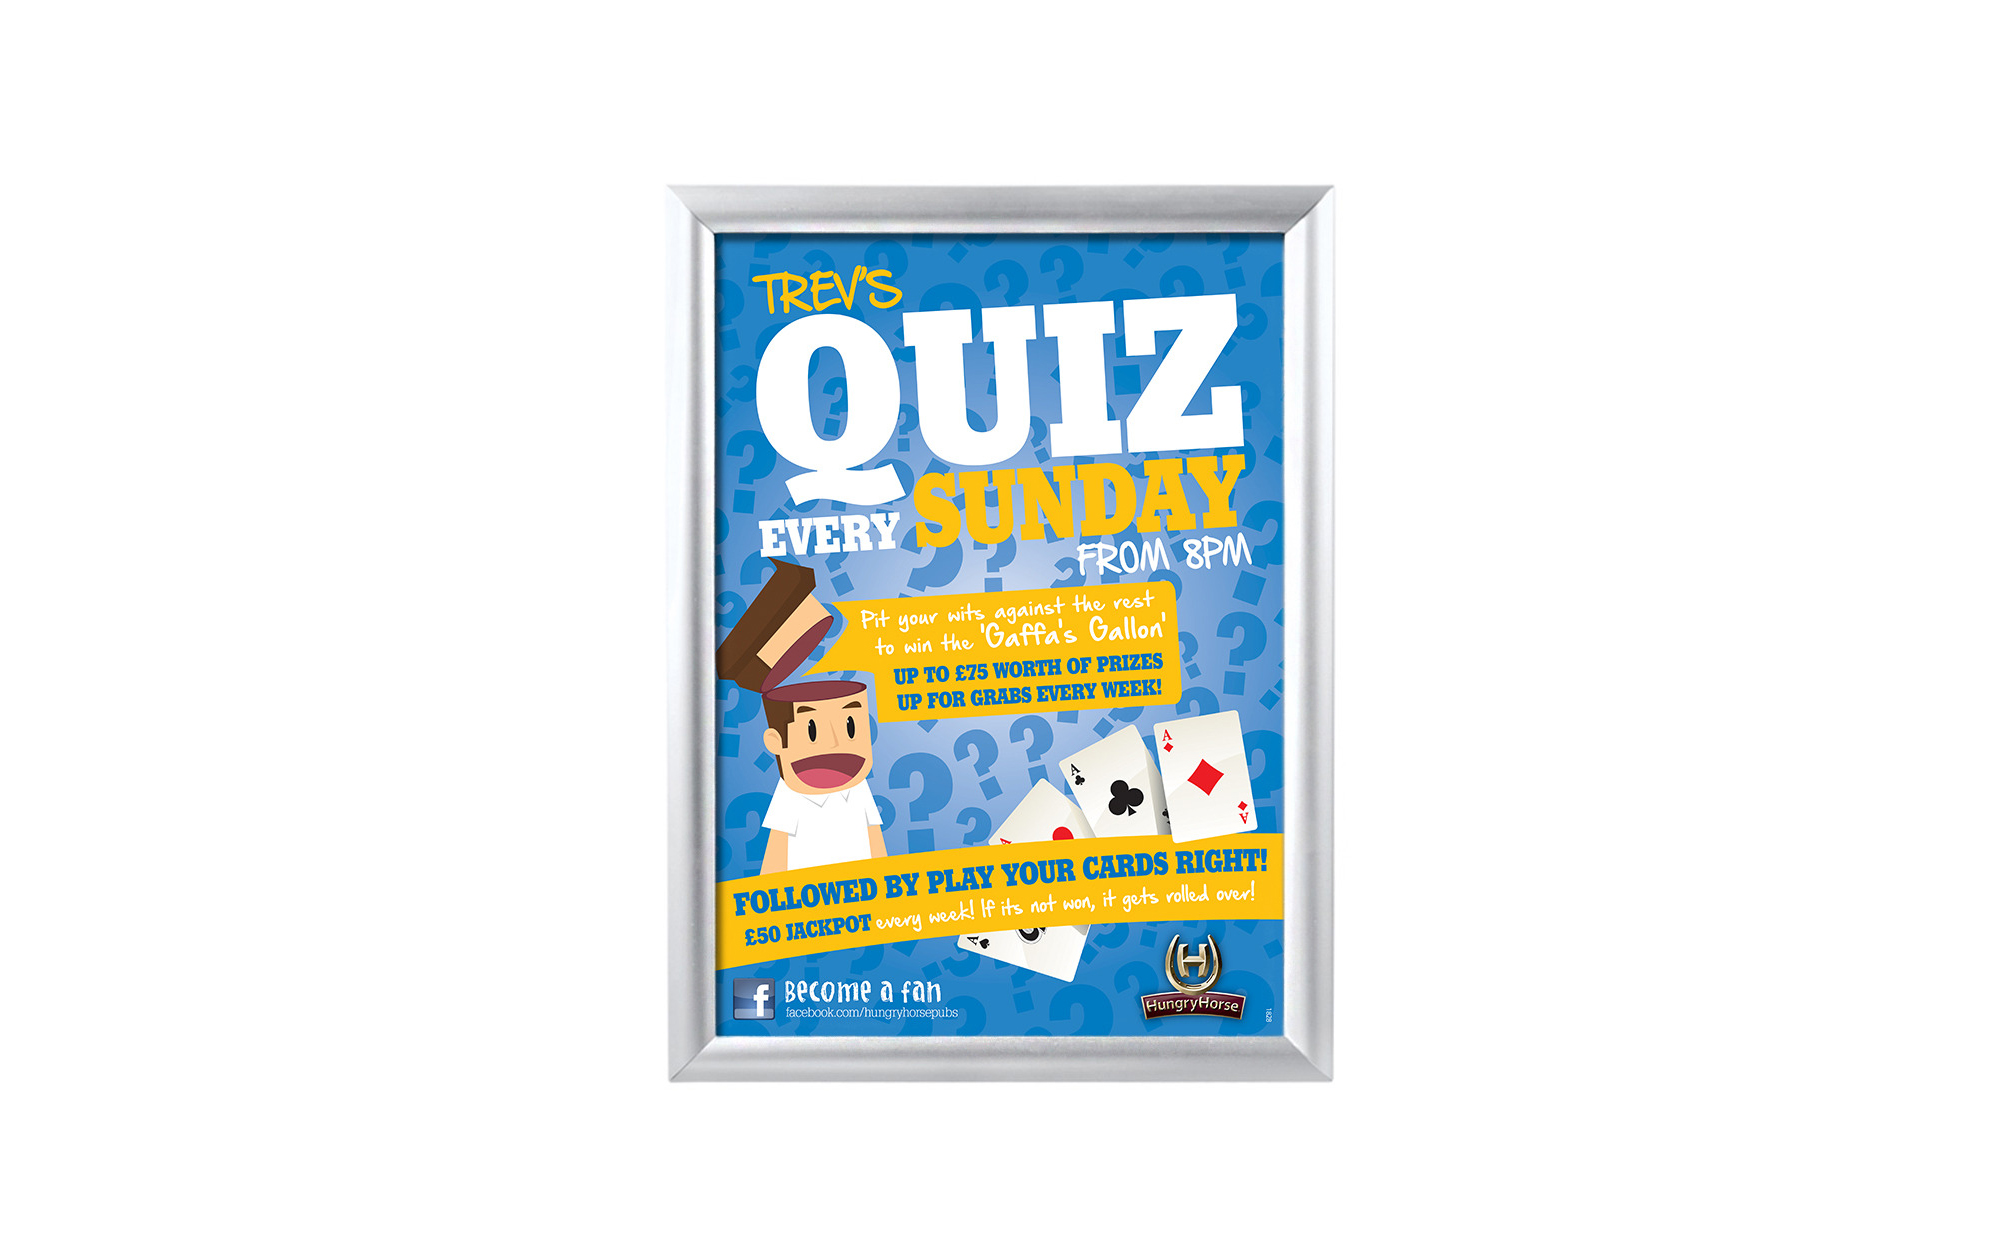 TREV'S
QUIZ
EVERY SUNDAY
FROM 8PM
Pit your wits against the rest
to win the 'Gaffa's Gallon'
UP TO £75 WORTH OF PRIZES
UP FOR GRABS EVERY WEEK!
A
A
A
A
FOLLOWED BY PLAY YOUR CARDS RIGHT!
£50 JACKPOT every week! If its not won, it gets rolled over!
A
f Become a fan
facebook.com/hungryhorsepubs
H
HungryHorse
1828